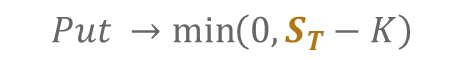 Put → min(0, S_T − K)